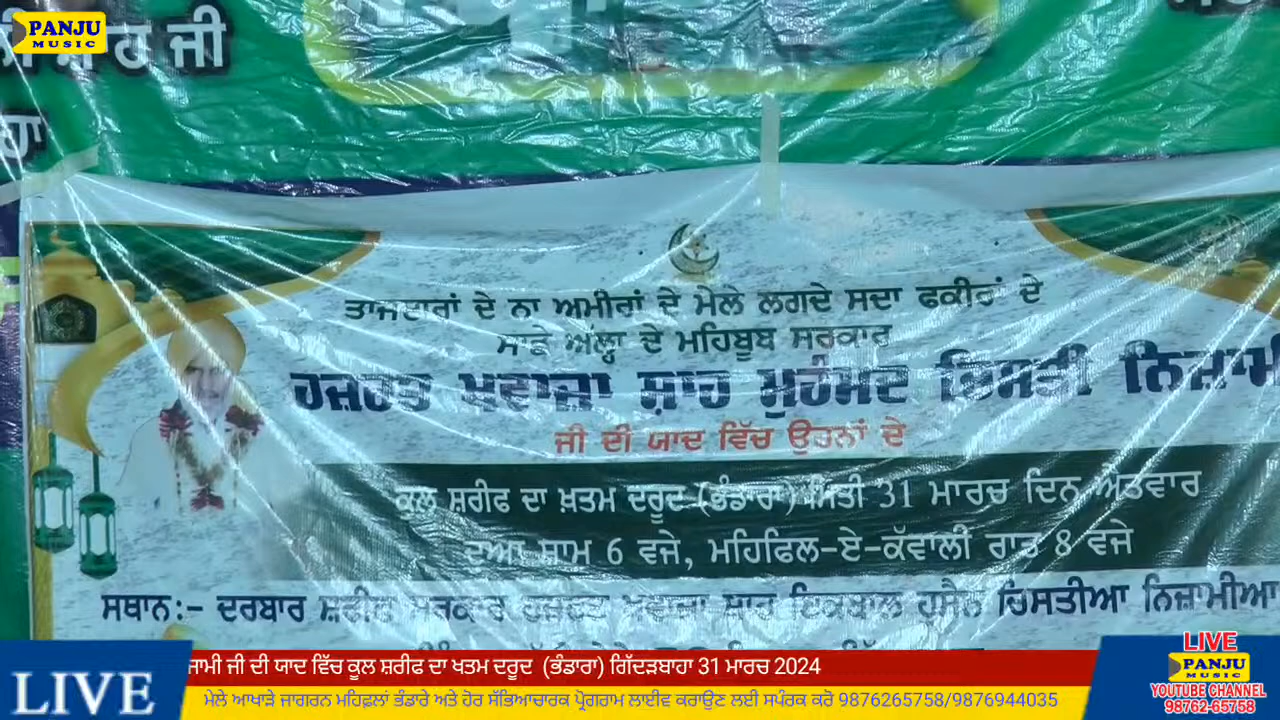 PANJU
MUSIC
ਜੀ
ਹਾ
ਤਾਜਦਾਰਾਂ ਦੇ ਨਾ ਅਮੀਰਾਂ ਦੇ ਮੇਲੇ ਲਗਦੇ ਸਦਾ ਫਕੀਰਾਂ ਦੇ
ਸਾਡੇ ਅੱਲ੍ਹਾ ਦੇ ਮਹਿਬੂਬ ਸਰਕਾਰ
ਹਜ਼ਰਤ ਖ਼ਵਾਜ਼ਾ ਸ਼ਾਹ ਮੁਹੰਮਦ ਚਿਸਤੀ ਨਿਜ਼ਾਮੀ
ਜੀ ਦੀ ਯਾਦ ਵਿੱਚ ਉਹਨਾਂ ਦੇ
ਕੁਲ ਸ਼ਰੀਫ ਦਾ ਖ਼ਤਮ ਦਰੂਦ (ਭੰਡਾਰਾ) ਮਿਤੀ 31 ਮਾਰਚ ਦਿਨ ਐਤਵਾਰ
ਦੁਆ ਸ਼ਾਮ 6 ਵਜੇ, ਮਹਿਫਿਲ-ਏ-ਕੱਵਾਲੀ ਰਾਤ 8 ਵਜੇ
ਸਥਾਨ:- ਦਰਬਾਰ ਸ਼ਰੀਫ ਸਰਕਾਰ ਹਜ਼ਰਤ ਖ਼ਵਾਜ਼ਾ ਸ਼ਾਹ ਇਕਬਾਲ ਹੁਸੈਨ ਚਿਸਤੀਆ ਨਿਜ਼ਾਮੀਆ
LIVE
ਜਾਮੀ ਜੀ ਦੀ ਯਾਦ ਵਿੱਚ ਕੂਲ ਸ਼ਰੀਫ ਦਾ ਖਤਮ ਦਰੂਦ (ਭੰਡਾਰਾ) ਗਿੱਦੜਬਾਹਾ 31 ਮਾਰਚ 2024
ਮੇਲੇ ਆਖਾੜੇ ਜਾਗਰਨ ਮਹਿਫ਼ਲਾਂ ਭੰਡਾਰੇ ਅਤੇ ਹੋਰ ਸੱਭਿਆਚਾਰਕ ਪ੍ਰੋਗਰਾਮ ਲਾਈਵ ਕਰਾਉਣ ਲਈ ਸਪੰਰਕ ਕਰੋ 9876265758/9876944035
LIVE
PANJU
MUSIC
YOUTUBE CHANNEL
98762-65758